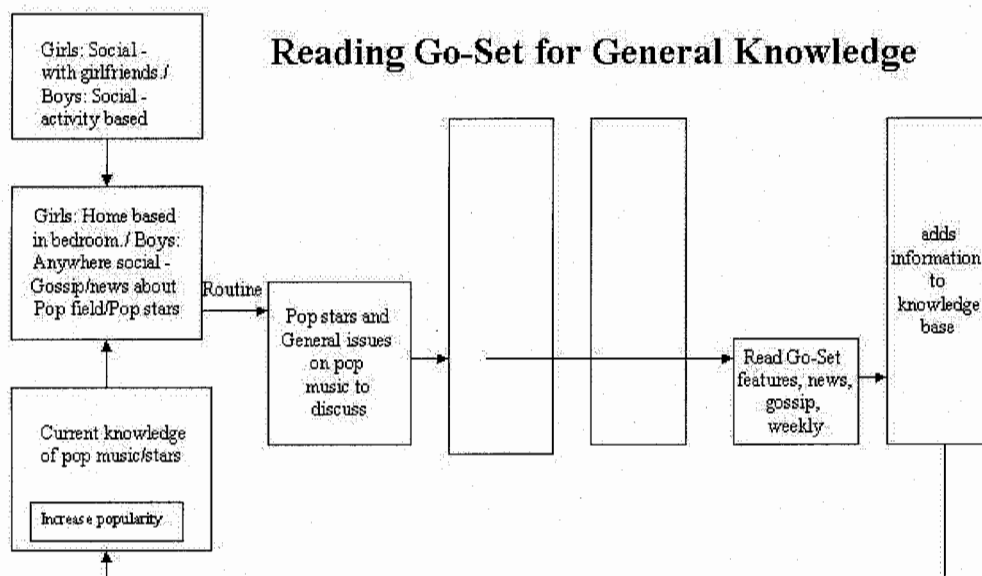 Reading Go-Set for General Knowledge
Girls: Social -
with girlfriends./
Boys: Social -
activity based
Girls: Home based
in bedroom./ Boys:
Anywhere social -
Gossip/news about
Pop field/Pop stars
Routine
Pop stars and
General issues
on pop
music to
discuss
Read Go-Set
features, news,
gossip,
weekly
adds
information
to
knowledge
base
Current knowledge
of pop music/stars
Increase popularity